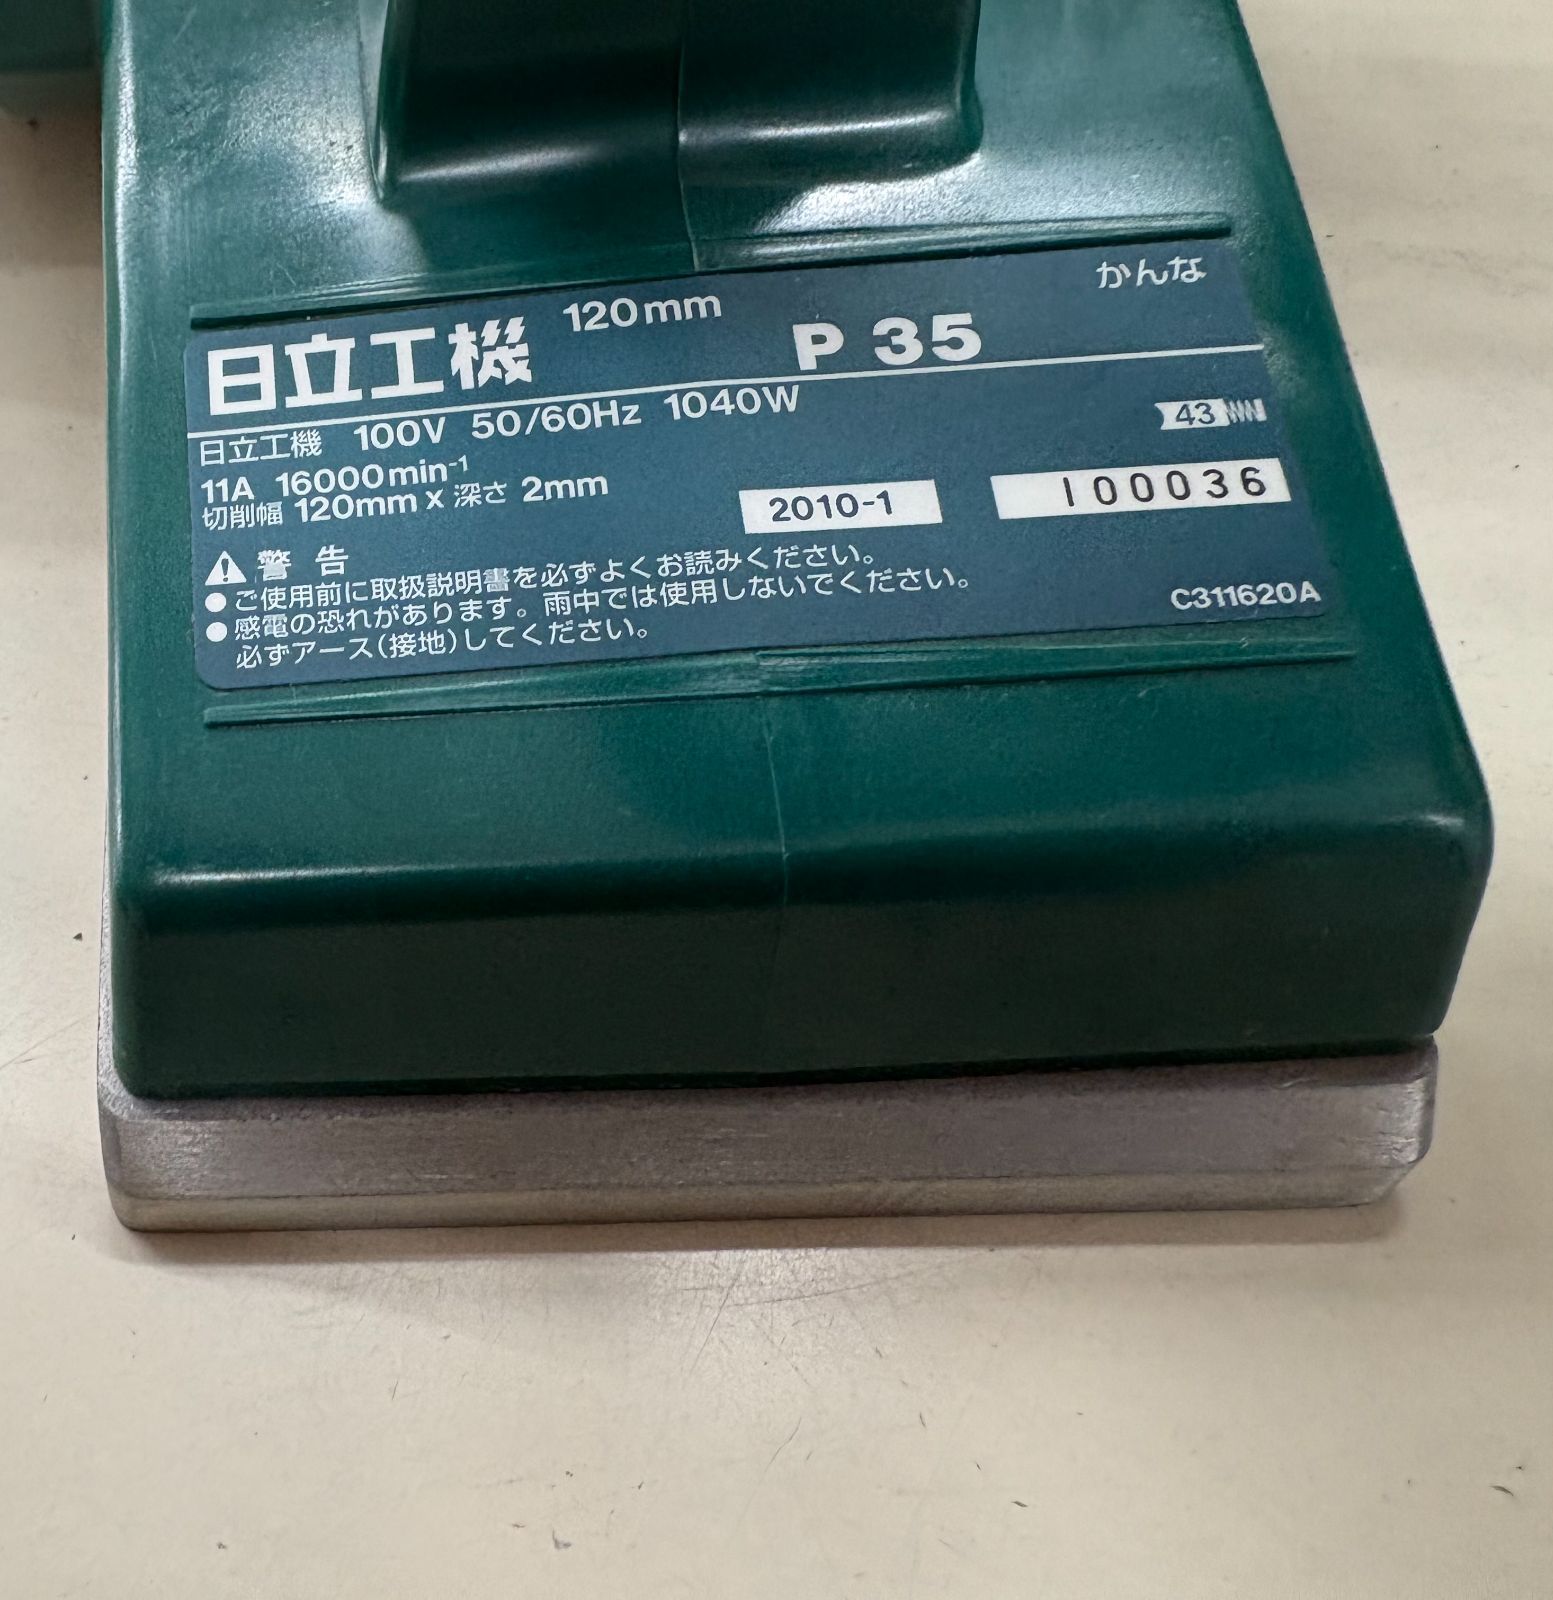 かんな
日立工機 120mm P 35
日立工機 100V 50/60Hz 1040W
43
11A 16000min⁻¹
切削幅 120mm x 深さ 2mm
2010-1 100036
⚠警告
●ご使用前に取扱説明書を必ずよくお読みください。
●感電の恐れがあります。雨中では使用しないでください。
必ずアース(接地)してください。
C311620A